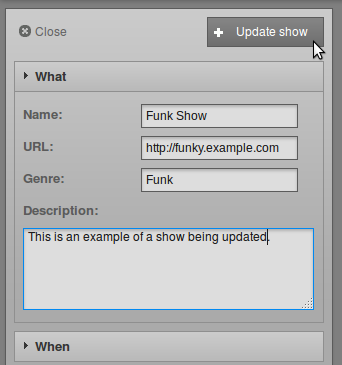 Close
Update show
What
Name: Funk Show
URL: http://funky.example.com
Genre: Funk
Description:
This is an example of a show being updated.
When